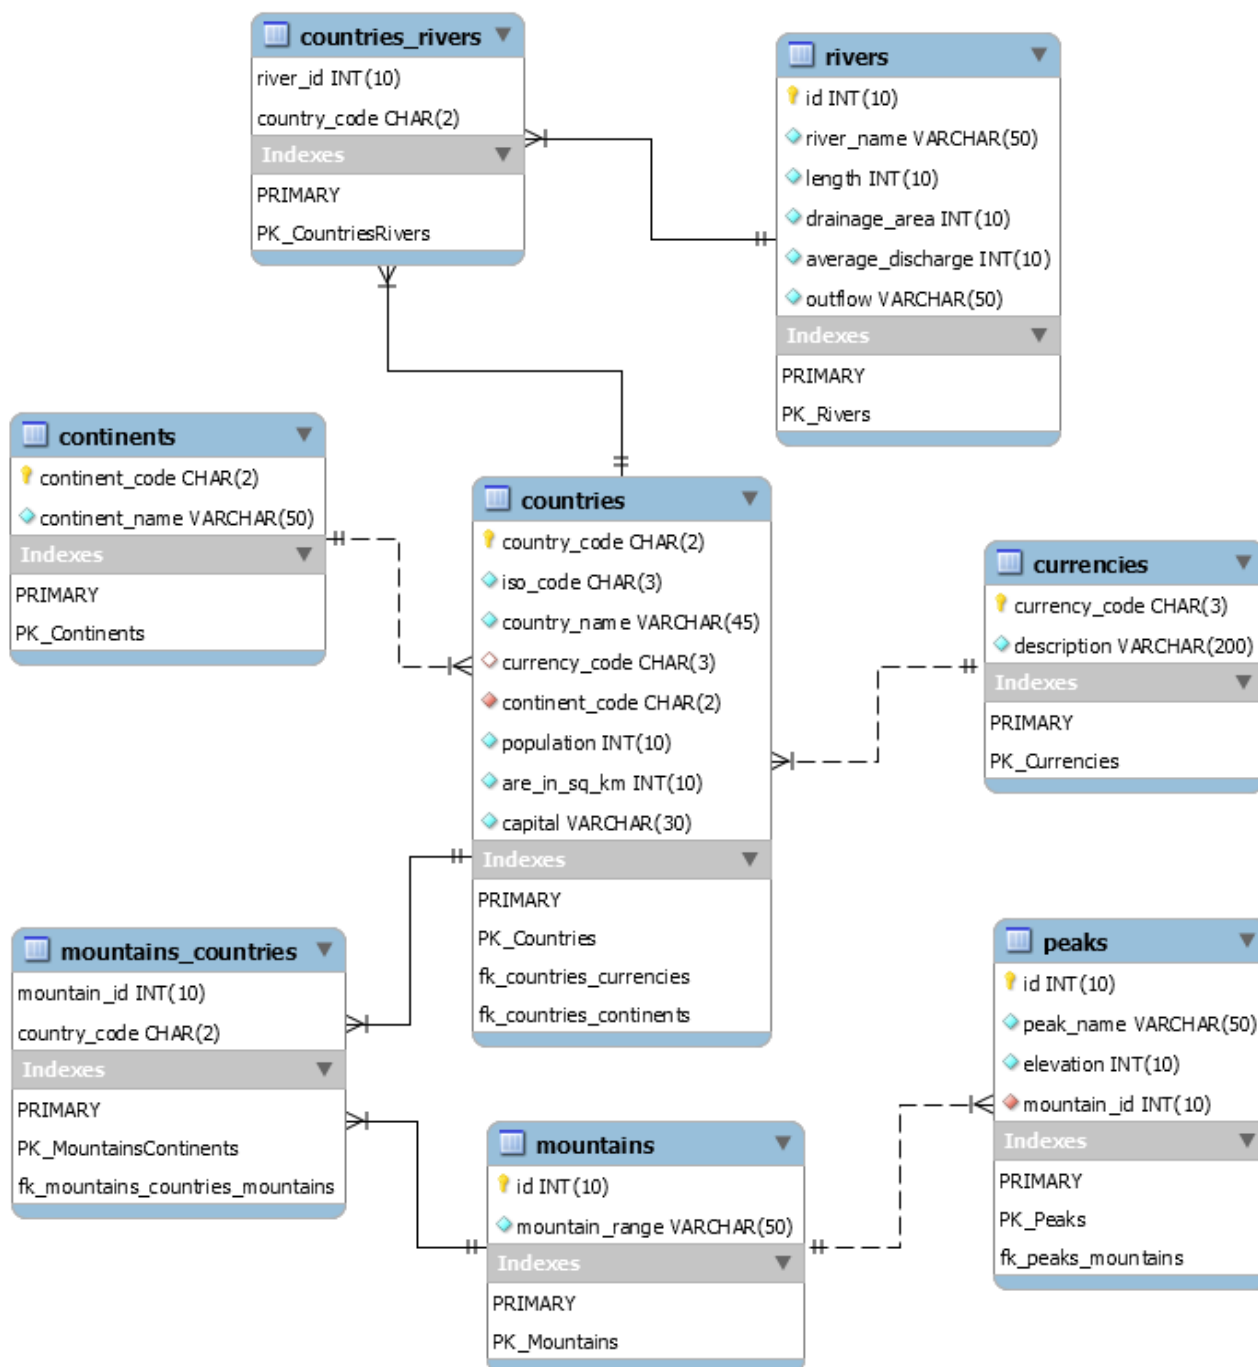 countries_rivers
river_id INT(10)
country_code CHAR(2)
Indexes
PRIMARY
PK_CountriesRivers
rivers
id INT(10)
river_name VARCHAR(50)
length INT(10)
drainage_area INT(10)
average_discharge INT(10)
outflow VARCHAR(50)
Indexes
PRIMARY
PK_Rivers
continents
continent_code CHAR(2)
continent_name VARCHAR(50)
Indexes
PRIMARY
PK_Continents
countries
country_code CHAR(2)
iso_code CHAR(3)
country_name VARCHAR(45)
currency_code CHAR(3)
continent_code CHAR(2)
population INT(10)
are_in_sq_km INT(10)
capital VARCHAR(30)
Indexes
PRIMARY
PK_Countries
fk_countries_currencies
fk_countries_continents
currencies
currency_code CHAR(3)
description VARCHAR(200)
Indexes
PRIMARY
PK_Currencies
mountains_countries
mountain_id INT(10)
country_code CHAR(2)
Indexes
PRIMARY
PK_MountainsContinents
fk_mountains_countries_mountains
mountains
id INT(10)
mountain_range VARCHAR(50)
Indexes
PRIMARY
PK_Mountains
peaks
id INT(10)
peak_name VARCHAR(50)
elevation INT(10)
mountain_id INT(10)
Indexes
PRIMARY
PK_Peaks
fk_peaks_mountains